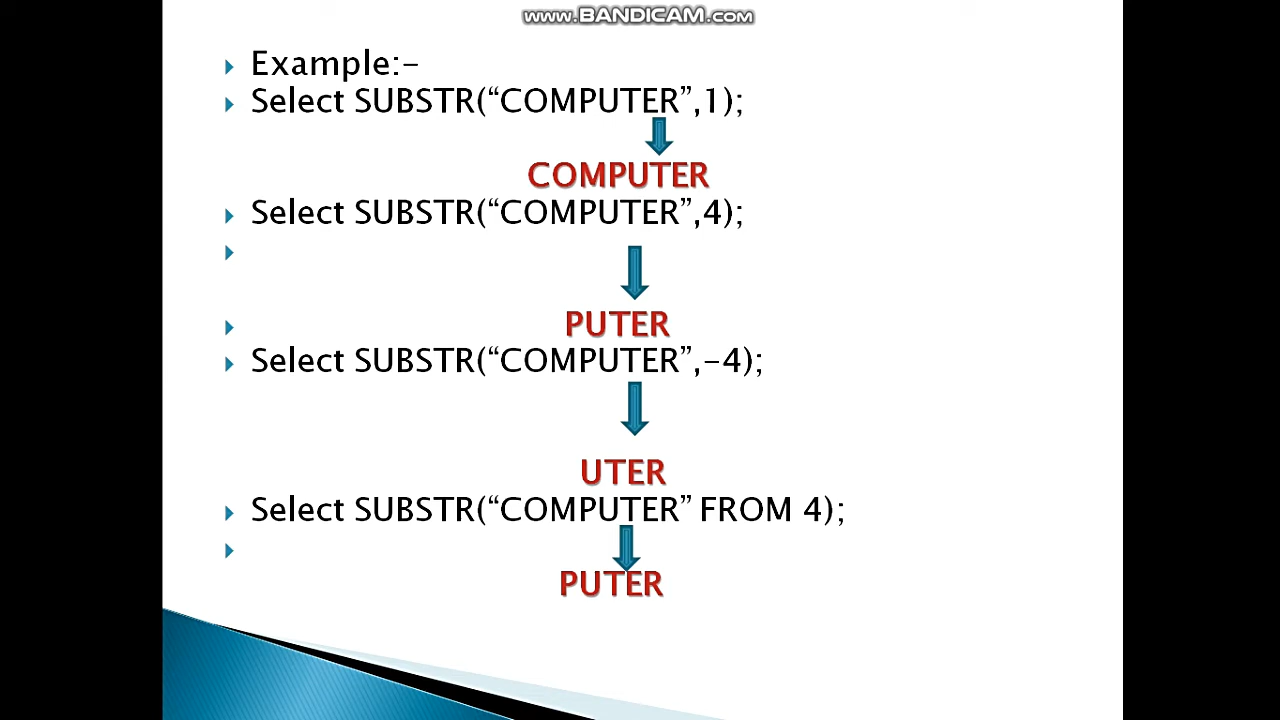 www.BANDICAM.com
Example:-
Select SUBSTR(“COMPUTER”,1);
COMPUTER
Select SUBSTR(“COMPUTER”,4);
PUTER
Select SUBSTR(“COMPUTER”,-4);
UTER
Select SUBSTR(“COMPUTER” FROM 4);
PUTER